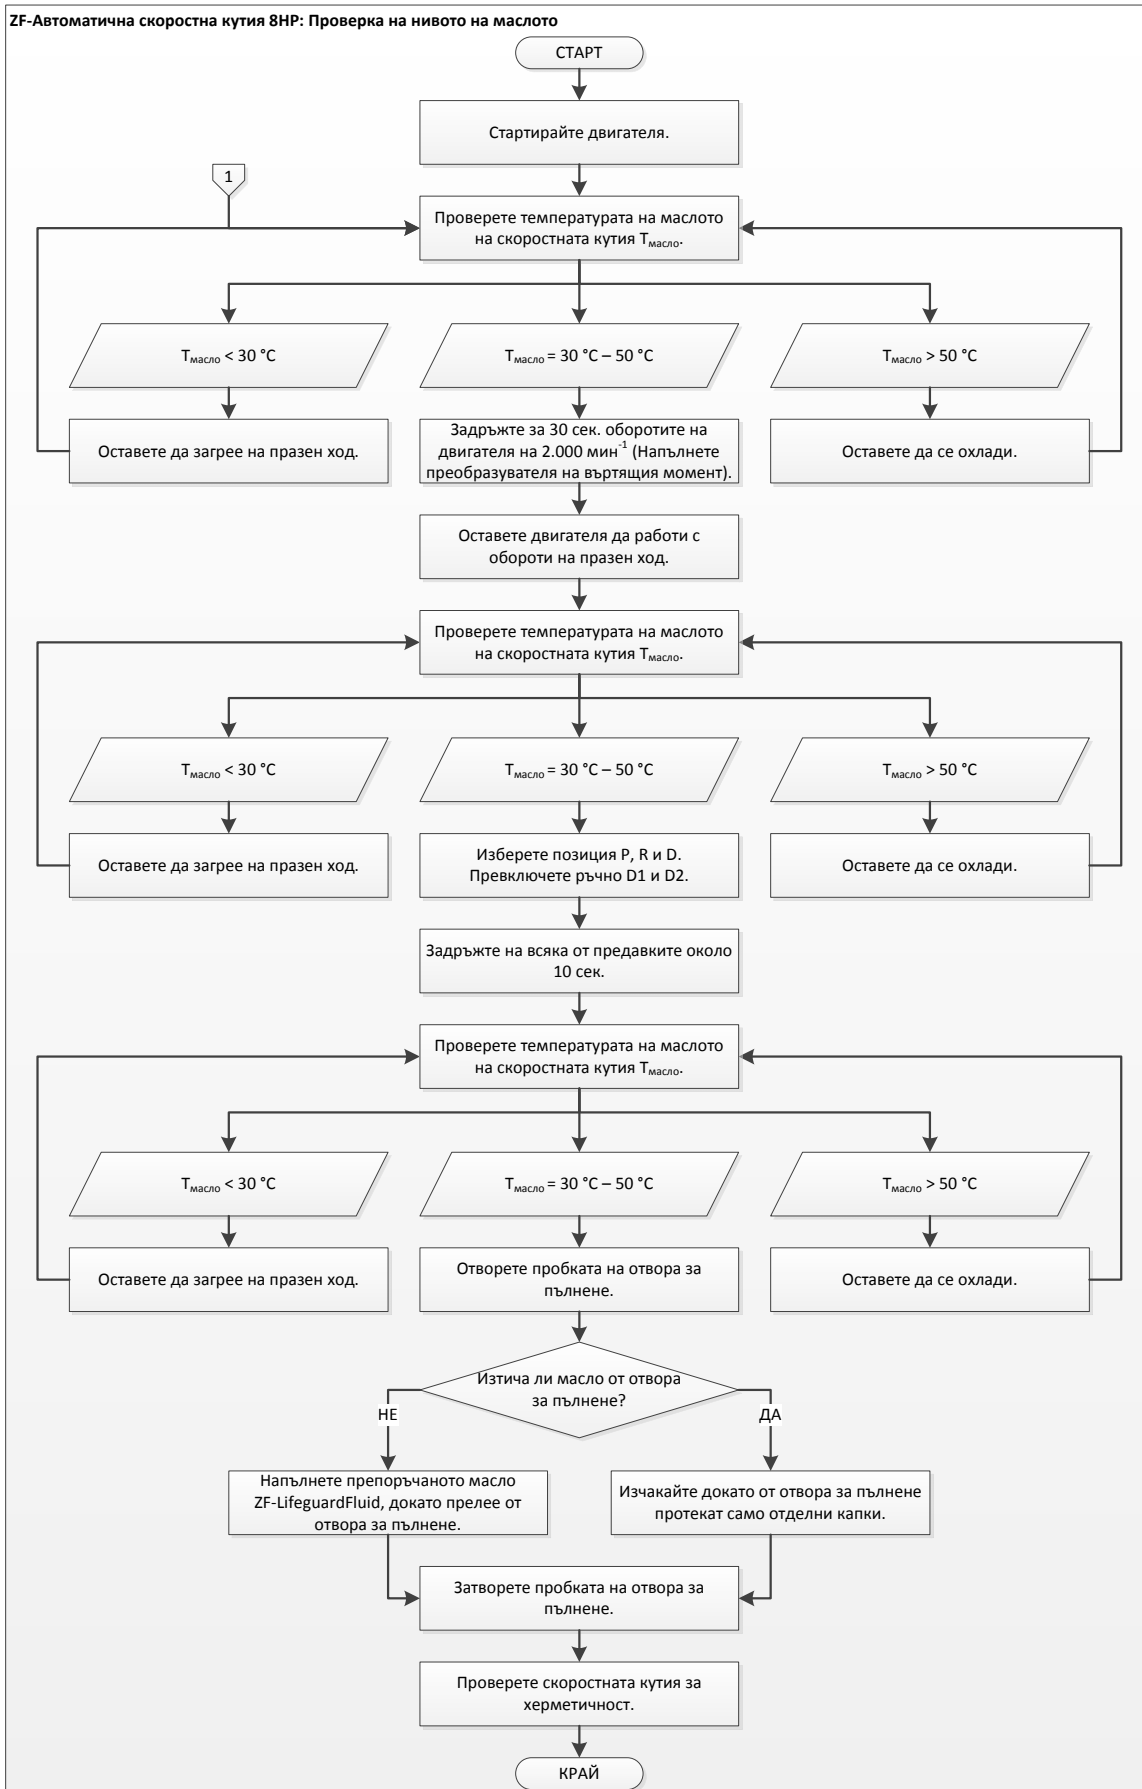 ZF-Автоматична скоростна кутия 8HP: Проверка на нивото на маслото
СТАРТ
Стартирайте двигателя.
1
Проверете температурата на маслото
на скоростната кутия Tмасло.
Tмасло < 30 °C
Tмасло = 30 °C – 50 °C
Tмасло > 50 °C
Оставете да загрее на празен ход.
Задръжте за 30 сек. оборотите на
двигателя на 2.000 мин-1 (Напълнете
преобразувателя на въртящия момент).
Оставете да се охлади.
Оставете двигателя да работи с
обороти на празен ход.
Проверете температурата на маслото
на скоростната кутия Tмасло.
Tмасло < 30 °C
Tмасло = 30 °C – 50 °C
Tмасло > 50 °C
Оставете да загрее на празен ход.
Изберете позиция P, R и D.
Превключете ръчно D1 и D2.
Оставете да се охлади.
Задръжте на всяка от предавките около
10 сек.
Проверете температурата на маслото
на скоростната кутия Tмасло.
Tмасло < 30 °C
Tмасло = 30 °C – 50 °C
Tмасло > 50 °C
Оставете да загрее на празен ход.
Отворете пробката на отвора за
пълнене.
Оставете да се охлади.
Изтича ли масло от отвора
за пълнене?
НЕ
ДА
Напълнете препоръчаното масло
ZF-LifeguardFluid, докато прелее от
отвора за пълнене.
Изчакайте докато от отвора за пълнене
протекат само отделни капки.
Затворете пробката на отвора за
пълнене.
Проверете скоростната кутия за
херметичност.
КРАЙ